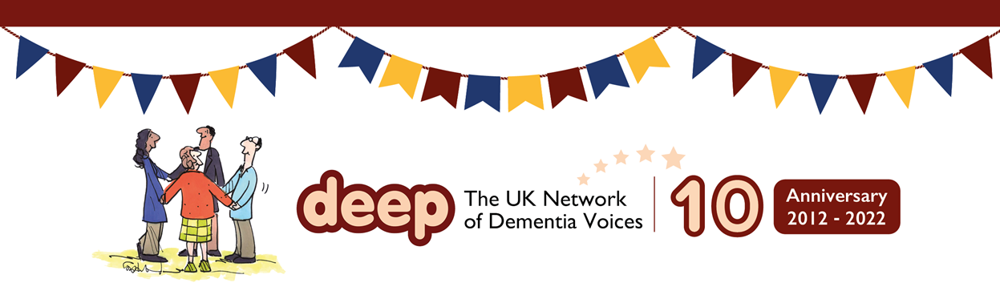 deep
The UK Network
of Dementia Voices
10
Anniversary
2012 - 2022